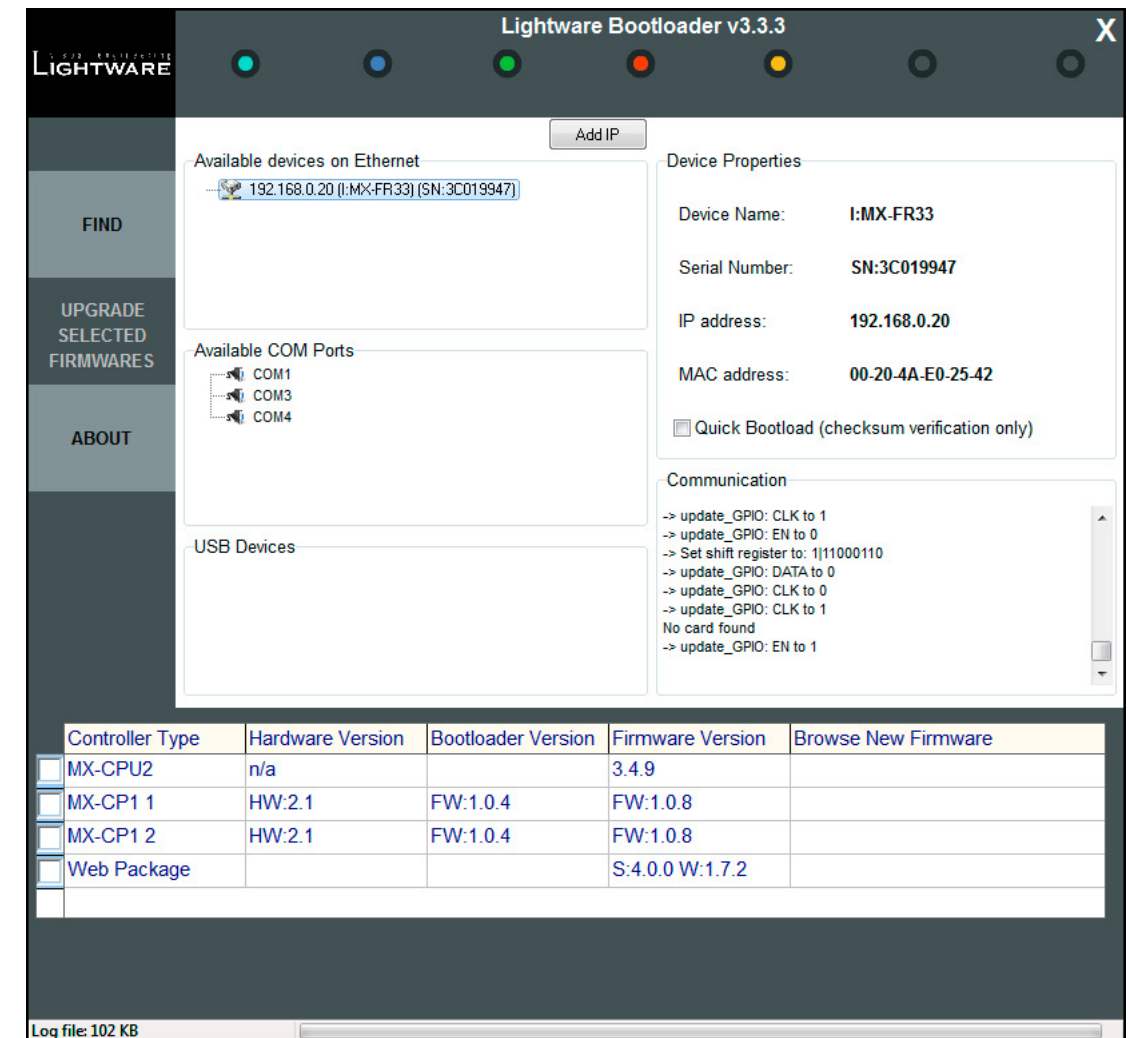 Lightware Bootloader v3.3.3
X
LIGHTWARE
Add IP
Available devices on Ethernet
192.168.0.20 (I:MX-FR33) (SN:3C019947)
FIND
UPGRADE
SELECTED
FIRMWARES
ABOUT
Available COM Ports
COM1
COM3
COM4
USB Devices
Device Properties
Device Name: I:MX-FR33
Serial Number: SN:3C019947
IP address: 192.168.0.20
MAC address: 00-20-4A-E0-25-42
Quick Bootload (checksum verification only)
Communication
-> update_GPIO: CLK to 1
-> update_GPIO: EN to 0
-> Set shift register to: 1|11000110
-> update_GPIO: DATA to 0
-> update_GPIO: CLK to 0
-> update_GPIO: CLK to 1
No card found
-> update_GPIO: EN to 1
Controller Type Hardware Version Bootloader Version Firmware Version Browse New Firmware
MX-CPU2 n/a 3.4.9
MX-CP1 1 HW:2.1 FW:1.0.4 FW:1.0.8
MX-CP1 2 HW:2.1 FW:1.0.4 FW:1.0.8
Web Package S:4.0.0 W:1.7.2
Log file: 102 KB